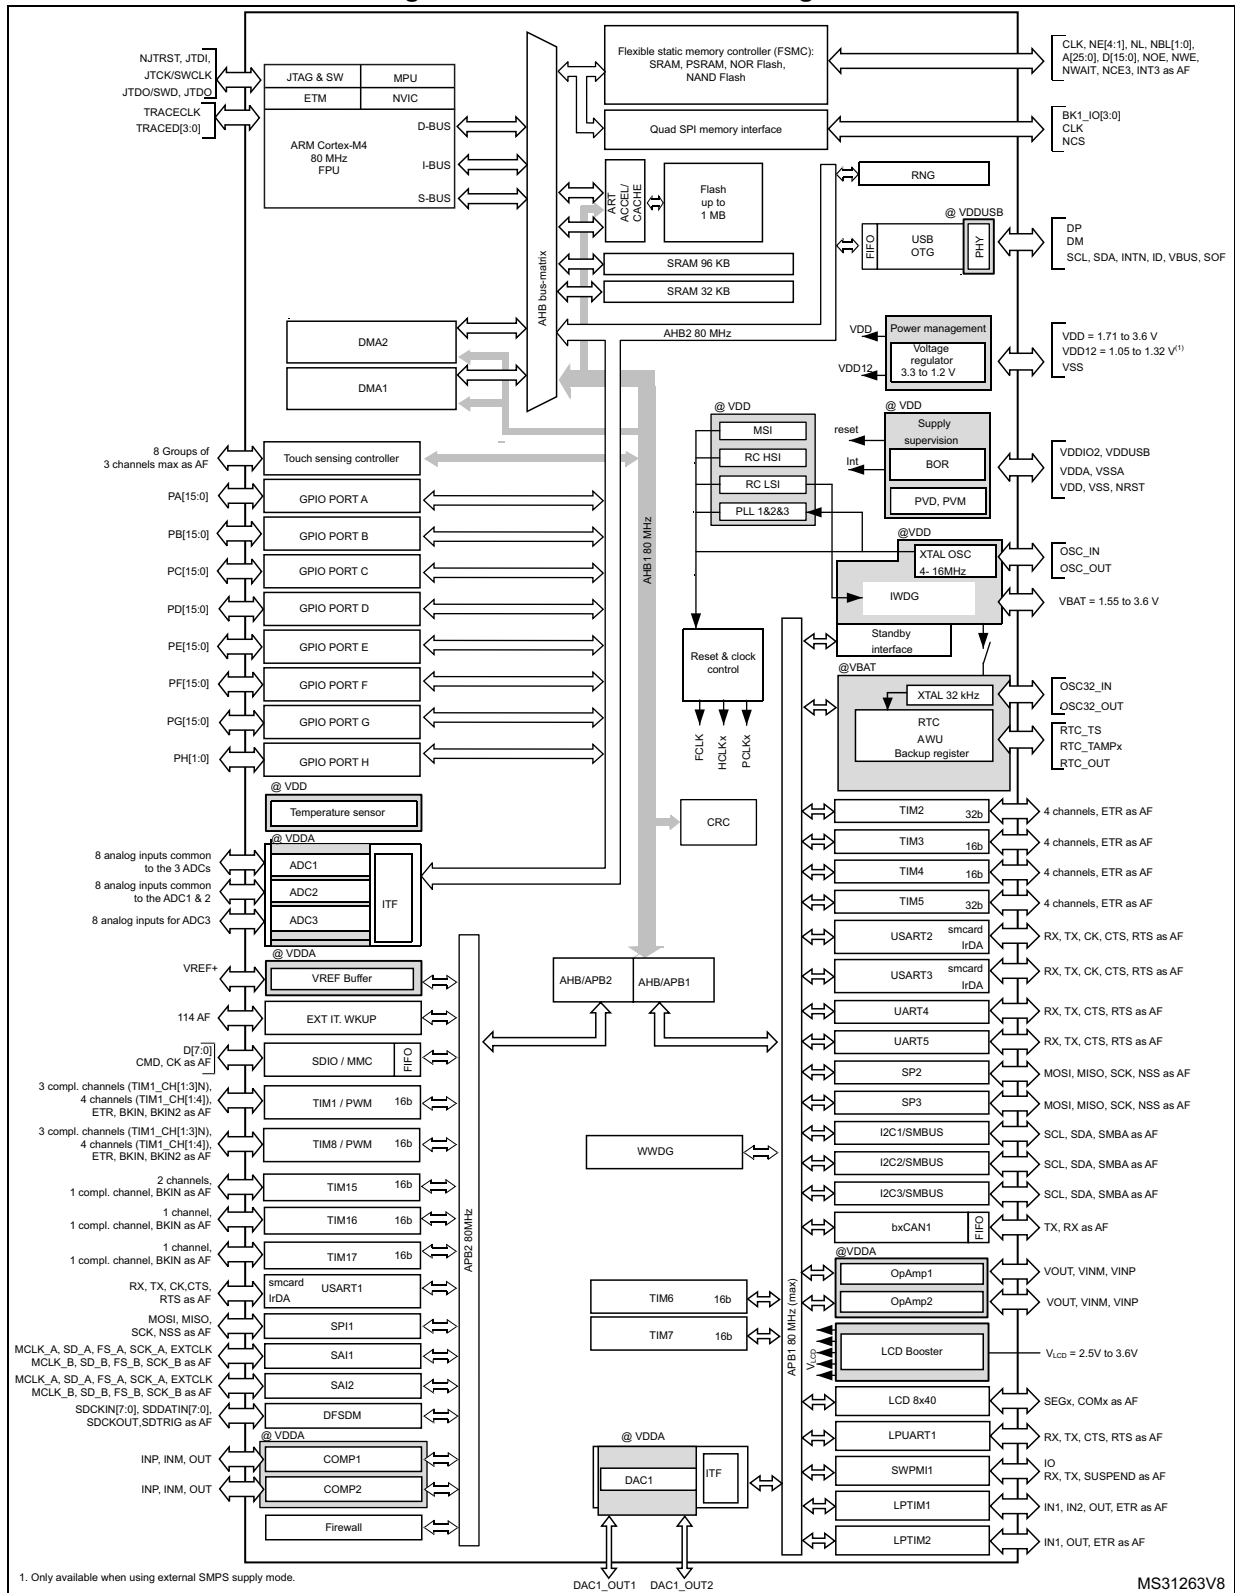 NJTRST, JTDI,
JTCK/SWCLK
JTDO/SWD, JTDO
TRACECLK
TRACED[3:0]
JTAG & SW
MPU
ETM
NVIC
ARM Cortex-M4
80 MHz
FPU
D-BUS
I-BUS
S-BUS
AHB bus-matrix
Flexible static memory controller (FSMC):
SRAM, PSRAM, NOR Flash,
NAND Flash
CLK, NE[4:1], NL, NBL[1:0],
A[25:0], D[15:0], NOE, NWE,
NWAIT, NCE3, INT3 as AF
Quad SPI memory interface
BK1_IO[3:0]
CLK
NCS
ART
ACCEL/
CACHE
Flash
up to
1 MB
RNG
@ VDDUSB
FIFO
USB
OTG
PHY
DP
DM
SCL, SDA, INTN, ID, VBUS, SOF
SRAM 96 KB
SRAM 32 KB
AHB2 80 MHz
DMA2
DMA1
VDD
Power management
Voltage
regulator
3.3 to 1.2 V
VDD12
VDD = 1.71 to 3.6 V
VDD12 = 1.05 to 1.32 V(1)
VSS
@ VDD
MSI
RC HSI
RC LSI
PLL 1&2&3
@ VDD
reset
Supply
supervision
Int
BOR
PVD, PVM
VDDIO2, VDDUSB
VDDA, VSSA
VDD, VSS, NRST
8 Groups of
3 channels max as AF
Touch sensing controller
PA[15:0]
GPIO PORT A
PB[15:0]
GPIO PORT B
PC[15:0]
GPIO PORT C
PD[15:0]
GPIO PORT D
PE[15:0]
GPIO PORT E
PF[15:0]
GPIO PORT F
PG[15:0]
GPIO PORT G
PH[1:0]
GPIO PORT H
AHB1 80 MHz
@VDD
XTAL OSC
4- 16MHz
IWDG
OSC_IN
OSC_OUT
VBAT = 1.55 to 3.6 V
Standby
interface
Reset & clock
control
FCLK
HCLKx
PCLKx
@VBAT
XTAL 32 kHz
RTC
AWU
Backup register
OSC32_IN
OSC32_OUT
RTC_TS
RTC_TAMPx
RTC_OUT
@ VDD
Temperature sensor
@ VDDA
8 analog inputs common
to the 3 ADCs
ADC1
8 analog inputs common
to the ADC1 & 2
ADC2
8 analog inputs for ADC3
ADC3
ITF
CRC
@ VDDA
VREF+
VREF Buffer
AHB/APB2
AHB/APB1
114 AF
EXT IT. WKUP
D[7:0]
CMD, CK as AF
SDIO / MMC
FIFO
3 compl. channels (TIM1_CH[1:3]N),
4 channels (TIM1_CH[1:4]),
ETR, BKIN, BKIN2 as AF
TIM1 / PWM
16b
3 compl. channels (TIM1_CH[1:3]N),
4 channels (TIM1_CH[1:4]),
ETR, BKIN, BKIN2 as AF
TIM8 / PWM
16b
2 channels,
1 compl. channel, BKIN as AF
TIM15
16b
1 channel,
1 compl. channel, BKIN as AF
TIM16
16b
1 channel,
1 compl. channel, BKIN as AF
TIM17
16b
RX, TX, CK,CTS,
RTS as AF
smcard
IrDA
USART1
MOSI, MISO,
SCK, NSS as AF
SPI1
MCLK_A, SD_A, FS_A, SCK_A, EXTCLK
MCLK_B, SD_B, FS_B, SCK_B as AF
SAI1
MCLK_A, SD_A, FS_A, SCK_A, EXTCLK
MCLK_B, SD_B, FS_B, SCK_B as AF
SAI2
SDCKIN[7:0], SDDATIN[7:0],
SDCKOUT,SDTRIG as AF
DFSDM
@ VDDA
INP, INM, OUT
COMP1
INP, INM, OUT
COMP2
Firewall
APB2 80MHz
WWDG
TIM6
16b
TIM7
16b
@ VDDA
DAC1
ITF
DAC1_OUT1
DAC1_OUT2
APB1 80 MHz (max)
TIM2
32b
4 channels, ETR as AF
TIM3
16b
4 channels, ETR as AF
TIM4
16b
4 channels, ETR as AF
TIM5
32b
4 channels, ETR as AF
USART2
smcard
IrDA
RX, TX, CK, CTS, RTS as AF
USART3
smcard
IrDA
RX, TX, CK, CTS, RTS as AF
UART4
RX, TX, CTS, RTS as AF
UART5
RX, TX, CTS, RTS as AF
SP2
MOSI, MISO, SCK, NSS as AF
SP3
MOSI, MISO, SCK, NSS as AF
I2C1/SMBUS
SCL, SDA, SMBA as AF
I2C2/SMBUS
SCL, SDA, SMBA as AF
I2C3/SMBUS
SCL, SDA, SMBA as AF
bxCAN1
FIFO
TX, RX as AF
@VDDA
OpAmp1
VOUT, VINM, VINP
OpAmp2
VOUT, VINM, VINP
VLCD
LCD Booster
VLCD = 2.5V to 3.6V
LCD 8x40
SEGx, COMx as AF
LPUART1
RX, TX, CTS, RTS as AF
SWPMI1
IO
RX, TX, SUSPEND as AF
LPTIM1
IN1, IN2, OUT, ETR as AF
LPTIM2
IN1, OUT, ETR as AF
1. Only available when using external SMPS supply mode.
MS31263V8